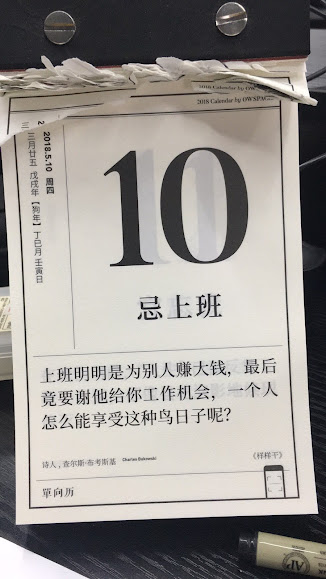 2018 Calendar by OWSPACE
2018.5.10 周四
三月廿五 戊戌年【狗年】丁巳月 壬寅日
10
忌上班
上班明明是为别人赚大钱，最后
竟要谢他给你工作机会，一个人
怎么能享受这种鸟日子呢？
诗人，查尔斯·布考斯基 Charles Bukowski
《样样干》
單向历
AP